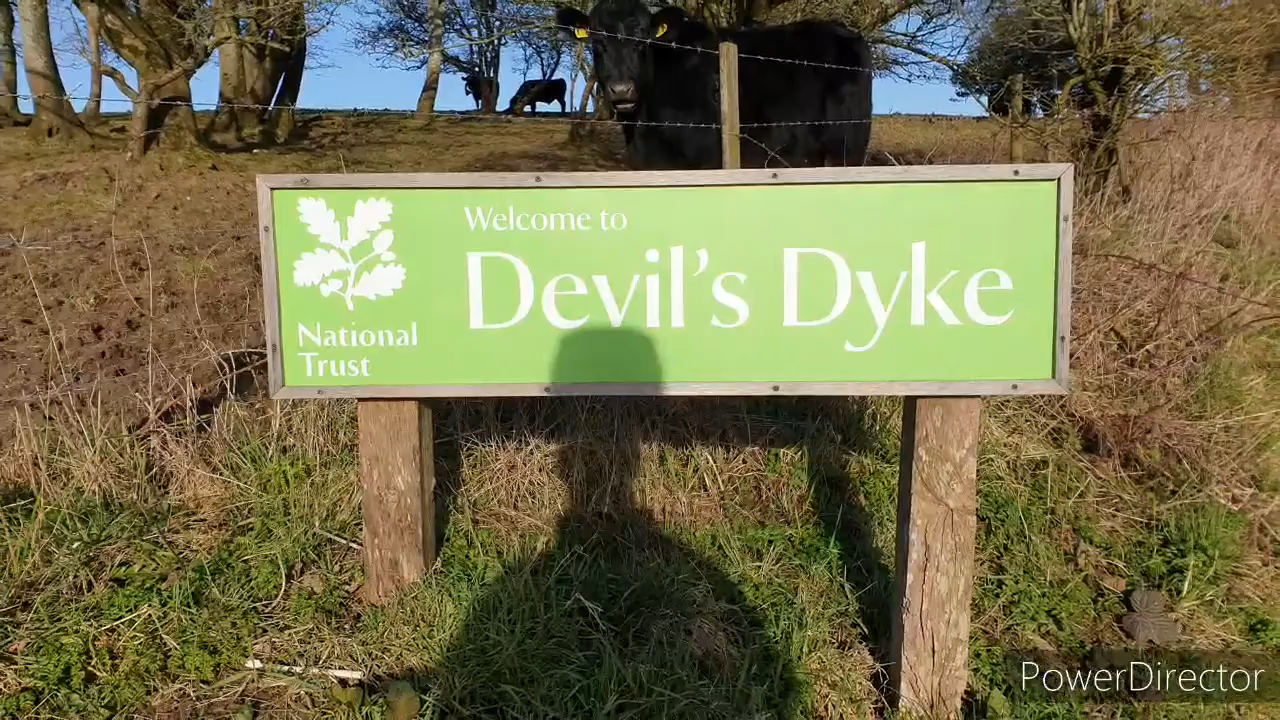 Welcome to
Devil's Dyke
National
Trust
PowerDirector